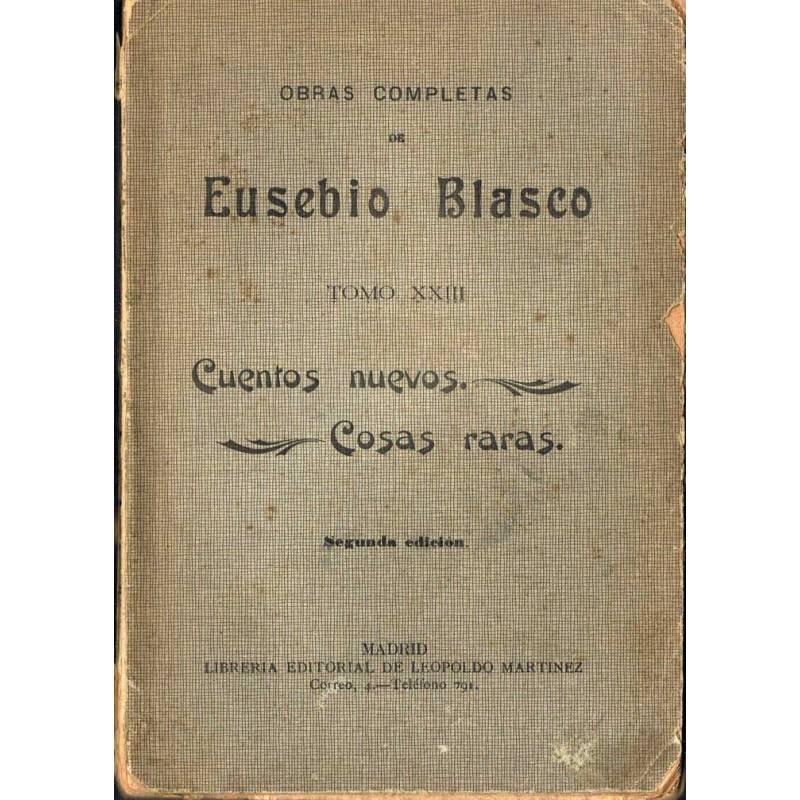 OBRAS COMPLETAS
DE
Eusebio Blasco
TOMO XXIII
Cuentos nuevos.
Cosas raras.
Segunda edición.
MADRID
LIBRERIA EDITORIAL DE LEOPOLDO MARTINEZ
Correo, 4.—Teléfono 791.